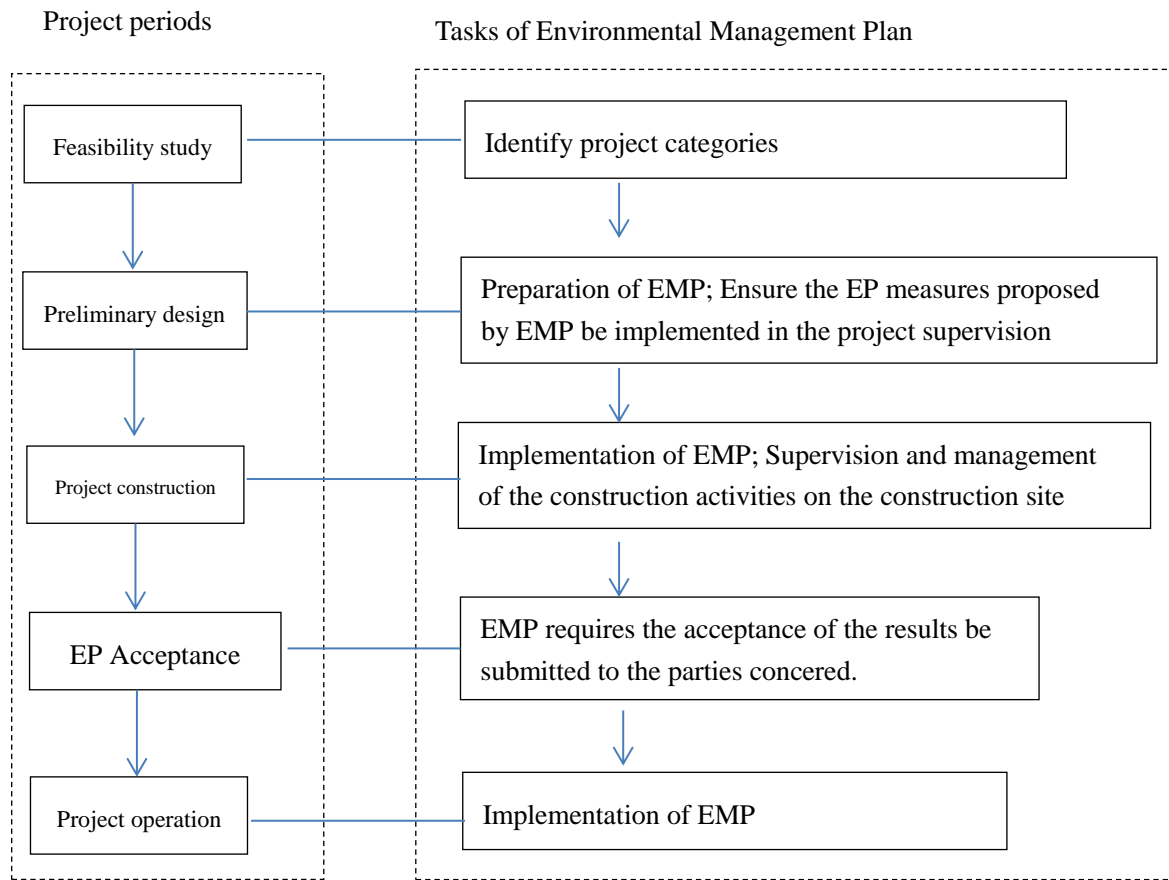 Project periods
Tasks of Environmental Management Plan
Feasibility study
Identify project categories
Preliminary design
Preparation of EMP; Ensure the EP measures proposed
by EMP be implemented in the project supervision
Project construction
Implementation of EMP; Supervision and management
of the construction activities on the construction site
EP Acceptance
EMP requires the acceptance of the results be
submitted to the parties concered.
Project operation
Implementation of EMP